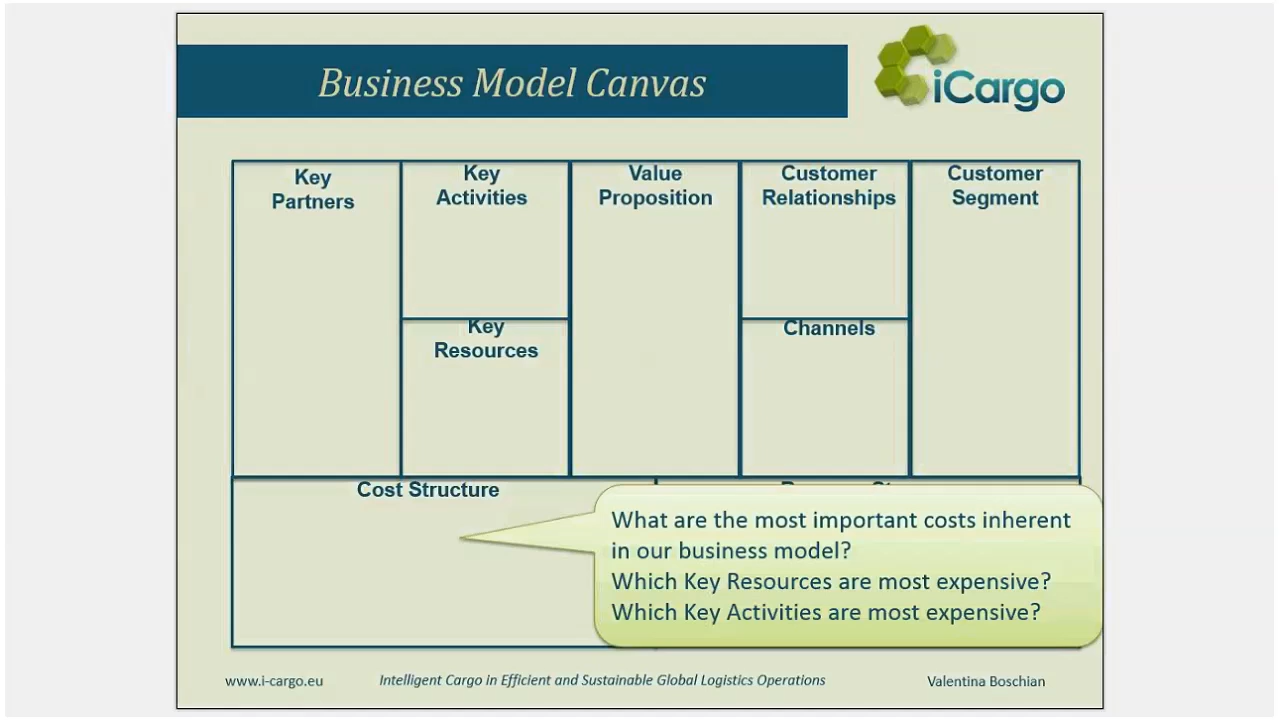 Business Model Canvas
iCargo
Key
Partners
Key
Activities
Value
Proposition
Customer
Relationships
Customer
Segment
Key
Resources
Channels
Cost Structure
What are the most important costs inherent
in our business model?
Which Key Resources are most expensive?
Which Key Activities are most expensive?
www.i-cargo.eu
Intelligent Cargo in Efficient and Sustainable Global Logistics Operations
Valentina Boschian